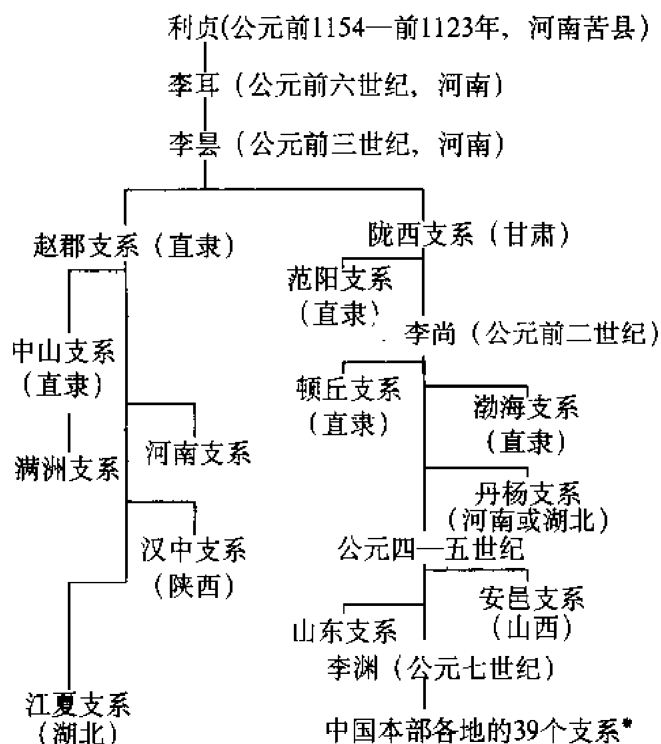 利贞(公元前1154—前1123年，河南苦县)
李耳（公元前六世纪，河南）
李昙（公元前三世纪，河南）
赵郡支系（直隶）
陇西支系（甘肃）
范阳支系
（直隶）
李尚（公元前二世纪）
中山支系
（直隶）
顿丘支系
（直隶）
渤海支系
（直隶）
河南支系
满洲支系
丹杨支系
（河南或湖北）
汉中支系
（陕西）
公元四—五世纪
安邑支系
（山西）
山东支系
李渊（公元七世纪）
江夏支系
（湖北）
中国本部各地的39个支系*